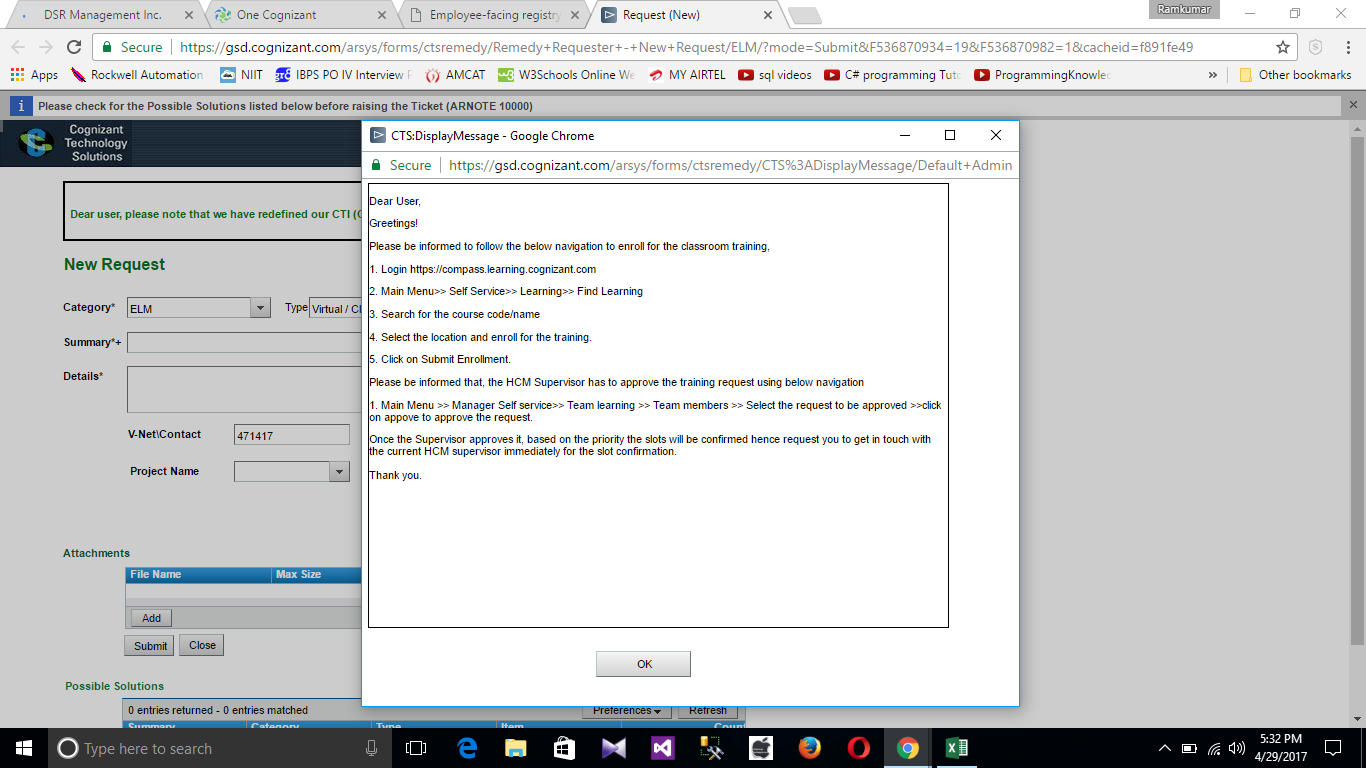 DSR Management Inc.
One Cognizant
Employee-facing registry
Request (New)
Ramkumar
Secure
https://gsd.cognizant.com/arsys/forms/ctsremedy/Remedy+Requester+-+New+Request/ELM/?mode=Submit&F536870934=19&F536870982=1&cacheid=f891fe49
Apps
Rockwell Automation
NIIT
IBPS PO IV Interview
AMCAT
W3Schools Online We
MY AIRTEL
sql videos
C# programming Tuto
ProgrammingKnowled
»
Other bookmarks
Please check for the Possible Solutions listed below before raising the Ticket (ARNOTE 10000)
Cognizant
Technology
Solutions
Dear user, please note that we have redefined our CTI (
New Request
Category*
ELM
Type
Virtual / Cl
Summary*+
Details*
V-Net\Contact
471417
Project Name
Attachments
File Name
Max Size
Add
Submit
Close
Possible Solutions
0 entries returned - 0 entries matched
Preferences
Refresh
Summary
Category
Type
Item
Count
CTS:DisplayMessage - Google Chrome
Secure
https://gsd.cognizant.com/arsys/forms/ctsremedy/CTS%3ADisplayMessage/Default+Admin
Dear User,
Greetings!
Please be informed to follow the below navigation to enroll for the classroom training,
1. Login https://compass.learning.cognizant.com
2. Main Menu>> Self Service>> Learning>> Find Learning
3. Search for the course code/name
4. Select the location and enroll for the training.
5. Click on Submit Enrollment.
Please be informed that, the HCM Supervisor has to approve the training request using below navigation
1. Main Menu >> Manager Self service>> Team learning >> Team members >> Select the request to be approved >>click
on appove to approve the request.
Once the Supervisor approves it, based on the priority the slots will be confirmed hence request you to get in touch with
the current HCM supervisor immediately for the slot confirmation.
Thank you.
OK
Type here to search
5:32 PM
4/29/2017